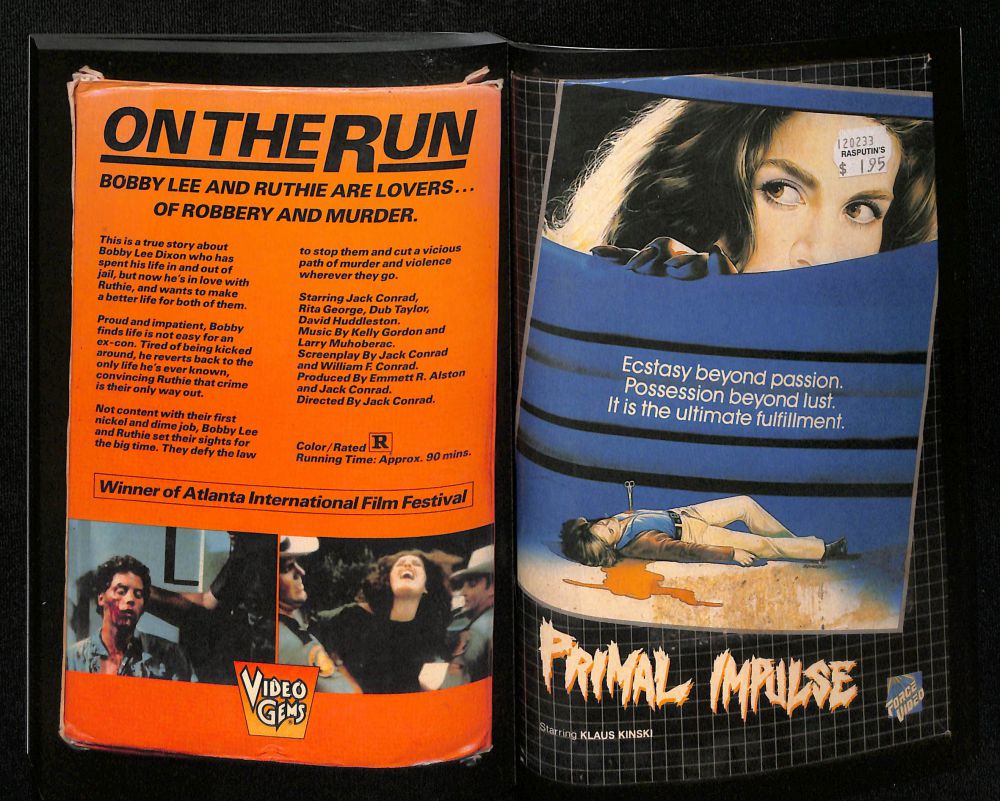 ON THE RUN
BOBBY LEE AND RUTHIE ARE LOVERS...
OF ROBBERY AND MURDER.
This is a true story about
Bobby Lee Dixon who has
spent his life in and out of
jail, but now he's in love with
Ruthie, and wants to make
a better life for both of them.
Proud and impatient, Bobby
finds life is not easy for an
ex-con. Tired of being kicked
around, he reverts back to the
only life he's ever known,
convincing Ruthie that crime
is their only way out.
Not content with their first
nickel and dime job, Bobby Lee
and Ruthie set their sights for
the big time. They defy the law
to stop them and cut a vicious
path of murder and violence
wherever they go.
Starring Jack Conrad,
Rita George, Dub Taylor,
David Huddleston.
Music By Kelly Gordon and
Larry Muhoberac.
Screenplay By Jack Conrad
and William F. Conrad.
Produced By Emmett R. Alston
and Jack Conrad.
Directed By Jack Conrad.
Color/Rated R
Running Time: Approx. 90 mins.
Winner of Atlanta International Film Festival
VIDEO
GEMS
120233
RASPUTIN'S
$ 1.95
Ecstasy beyond passion.
Possession beyond lust.
It is the ultimate fulfillment.
PRIMAL IMPULSE
FORCE
VIDEO
Starring KLAUS KINSKI